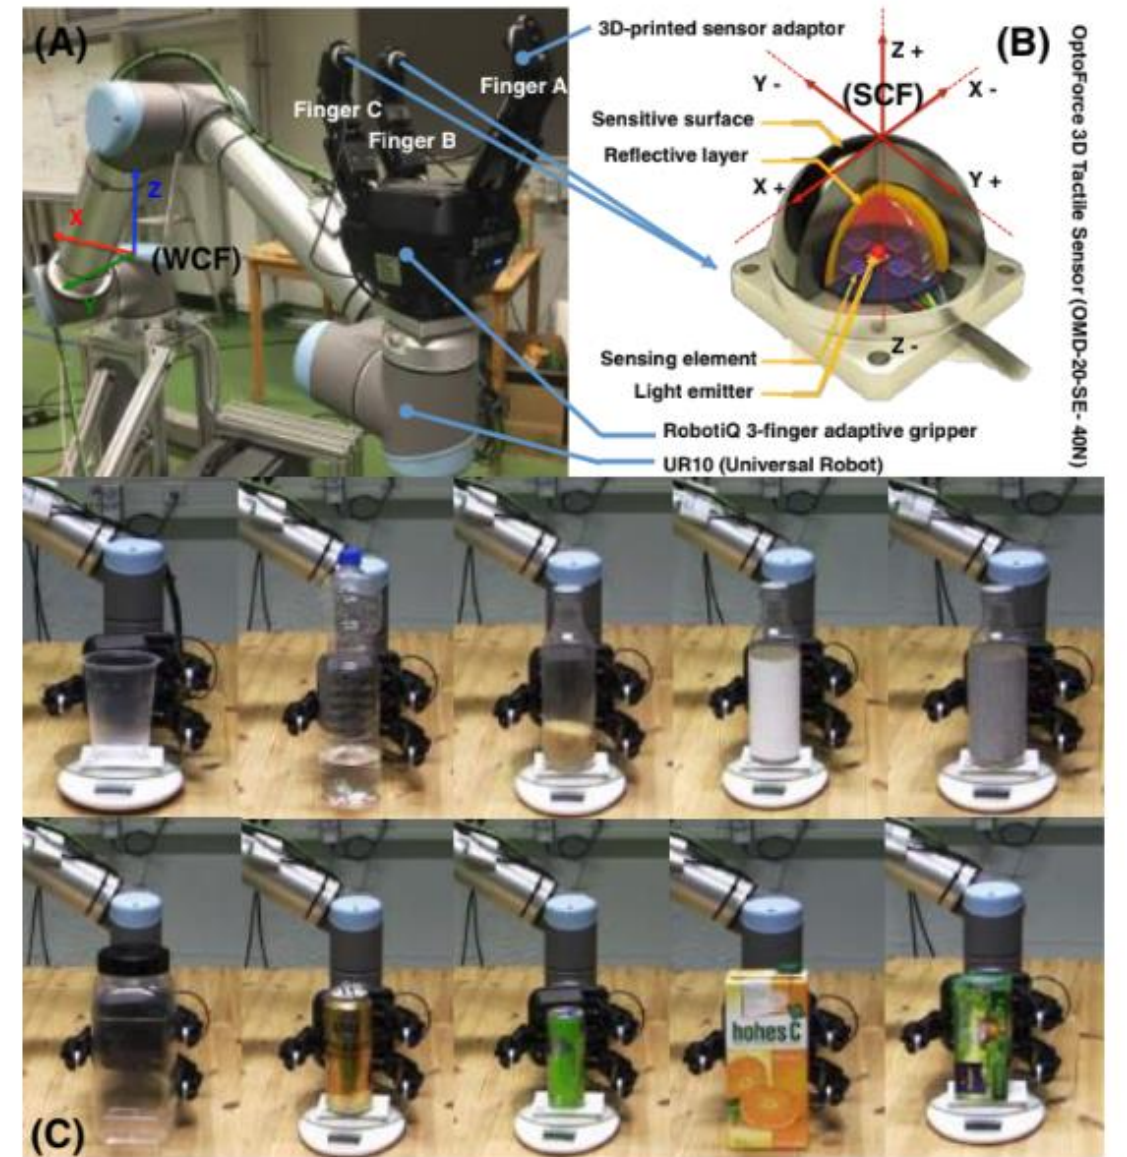 (A)
3D-printed sensor adaptor
Finger A
Finger C
Finger B
Z
X
(WCF)
Y
(B)
Z +
Y -
X -
(SCF)
Sensitive surface
Reflective layer
X +
Y +
Z -
Sensing element
Light emitter
RobotiQ 3-finger adaptive gripper
UR10 (Universal Robot)
OptoForce 3D Tactile Sensor (OMD-20-SE- 40N)
hohes C
(C)